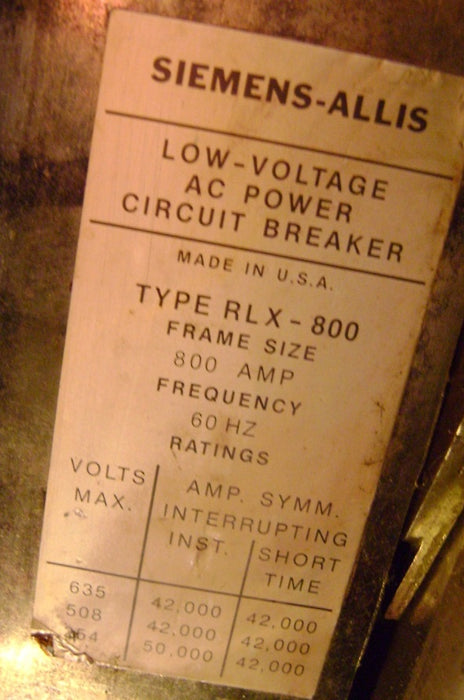 SIEMENS-ALLIS
LOW-VOLTAGE
AC POWER
CIRCUIT BREAKER
MADE IN U.S.A.
TYPE RLX-800
FRAME SIZE
800 AMP
FREQUENCY
60 HZ
RATINGS
VOLTS MAX. AMP. SYMM. INTERRUPTING
INST. SHORT TIME
635 42,000 42,000
508 42,000 42,000
50,000 42,000